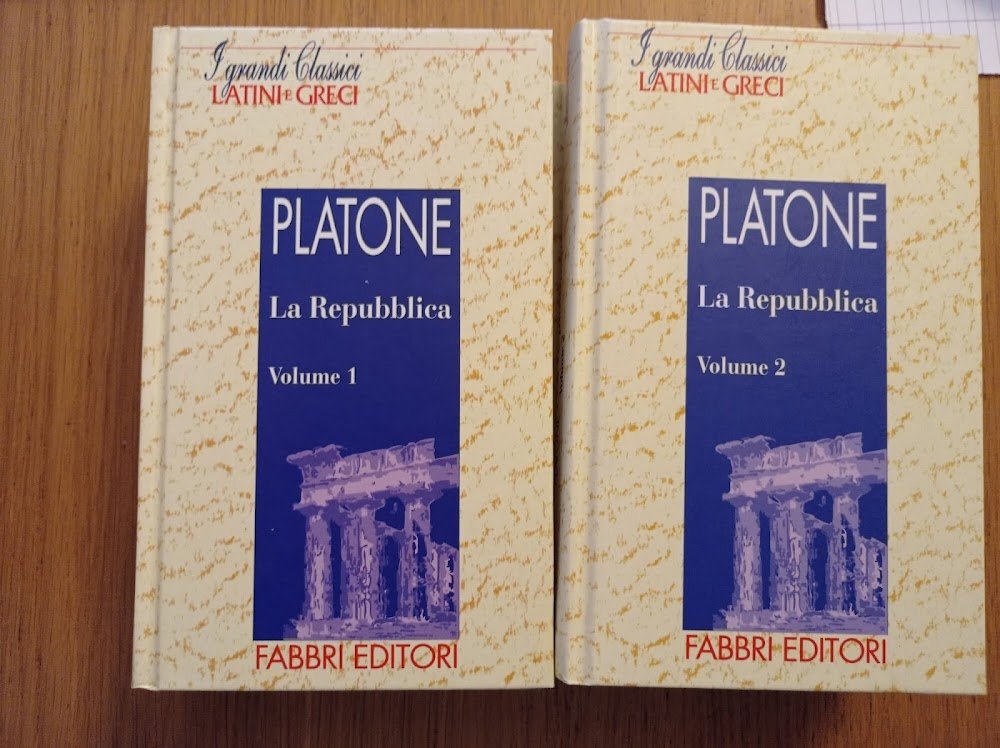 I grandi Classici
LATINI E GRECI
PLATONE
La Repubblica
Volume 1
FABBRI EDITORI
I grandi Classici
LATINI E GRECI
PLATONE
La Repubblica
Volume 2
FABBRI EDITORI